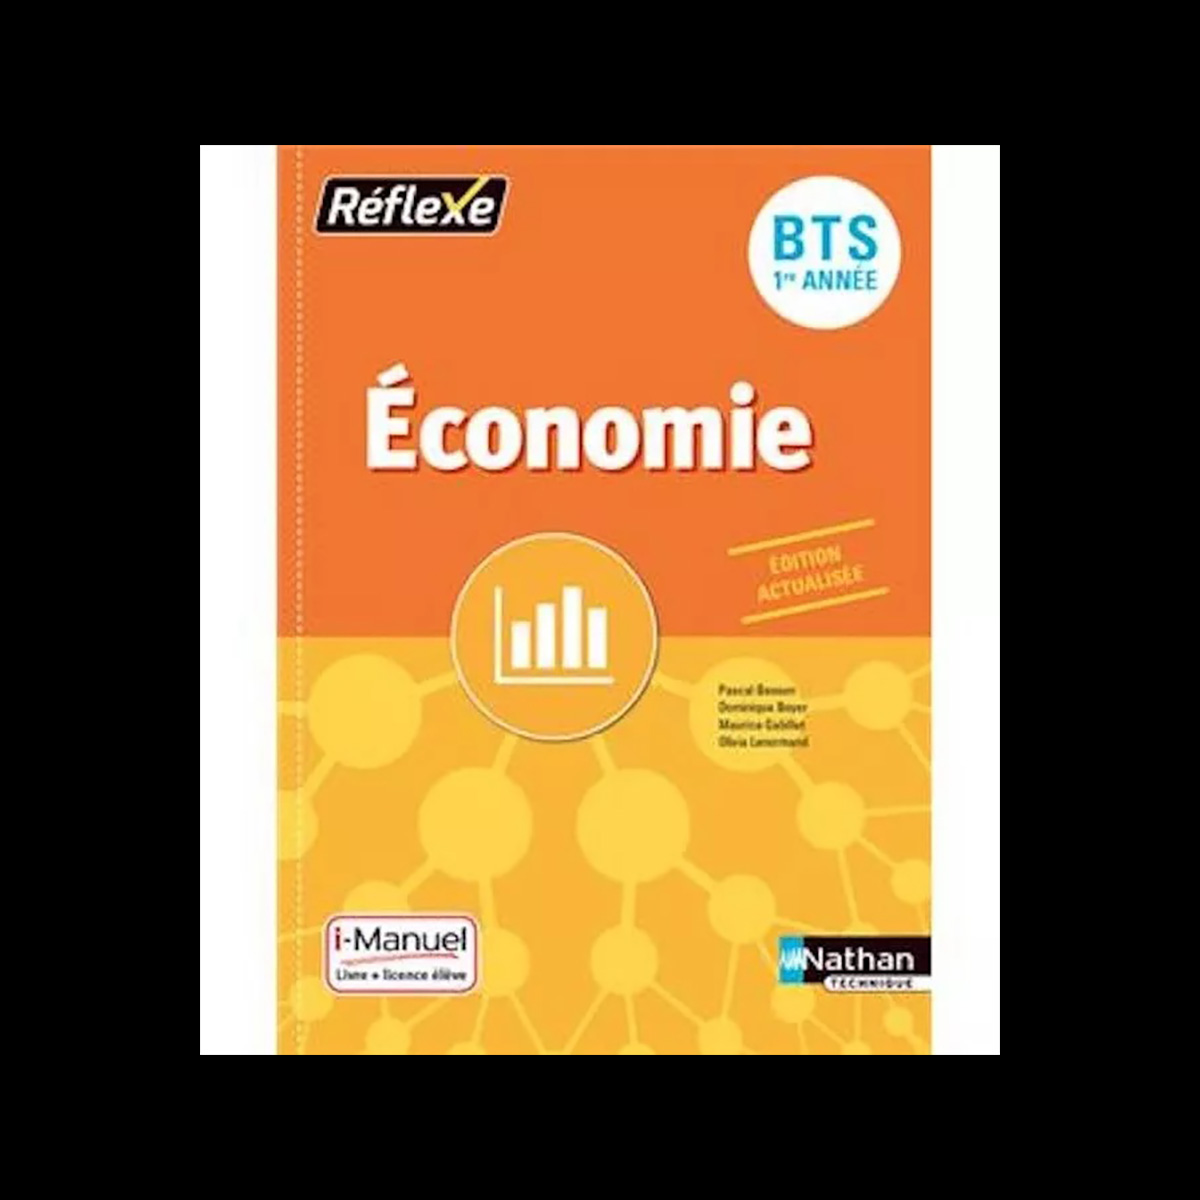 Réflexe
BTS
1re ANNÉE
Économie
ÉDITION
ACTUALISÉE
Pascal Besson
Dominique Boyer
Maurice
Olivia Lenormand
i-Manuel
Livre + licence élève
Nathan
TECHNIQUE